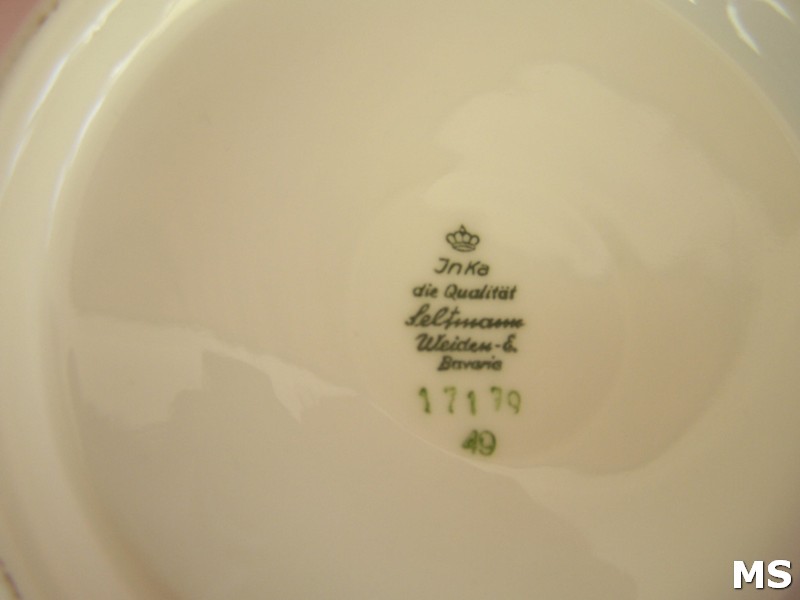 InKa
die Qualität
Seltmann
Weiden-E.
Bavaria
17179
49
MS